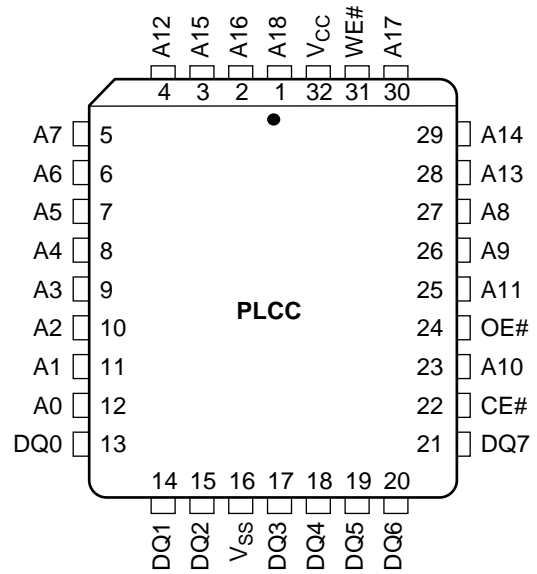 A12 A15 A16 A18 VCC WE# A17
4 3 2 1 32 31 30
A7 5 29 A14
A6 6 28 A13
A5 7 27 A8
A4 8 26 A9
A3 9 25 A11
PLCC
A2 10 24 OE#
A1 11 23 A10
A0 12 22 CE#
DQ0 13 21 DQ7
14 15 16 17 18 19 20
DQ1 DQ2 VSS DQ3 DQ4 DQ5 DQ6